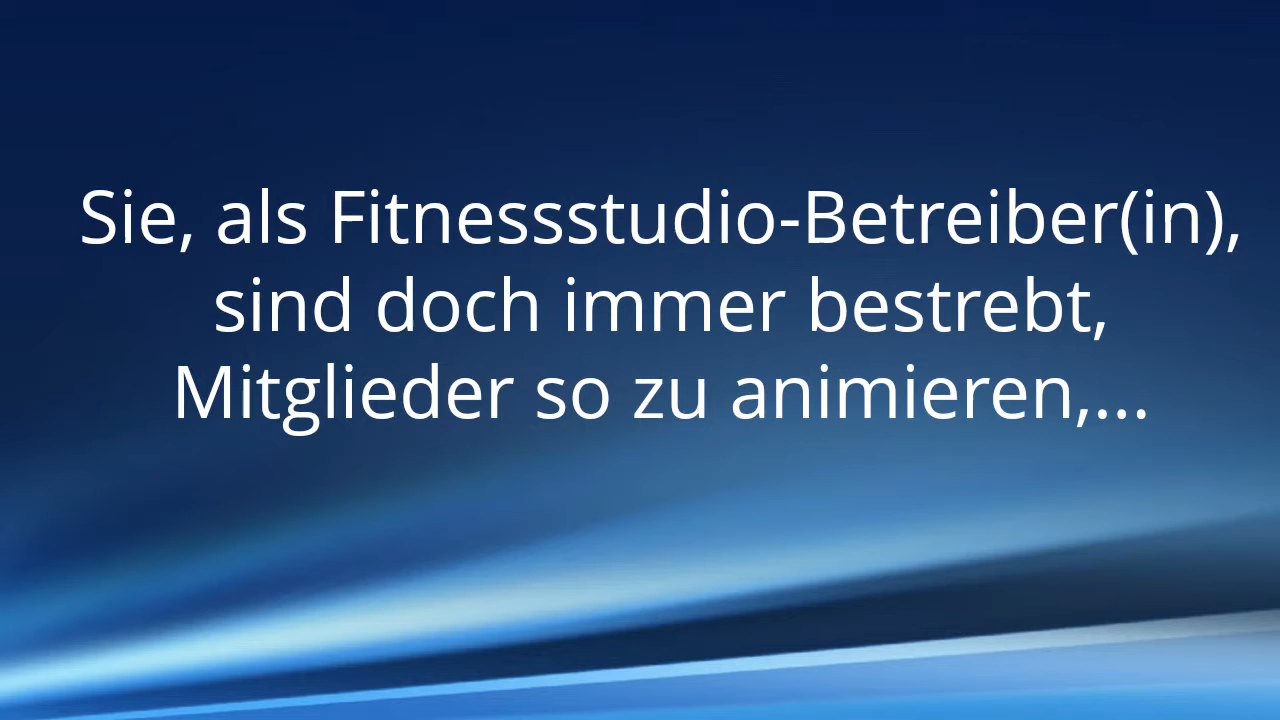 Sie, als Fitnessstudio-Betreiber(in),
sind doch immer bestrebt,
Mitglieder so zu animieren,...